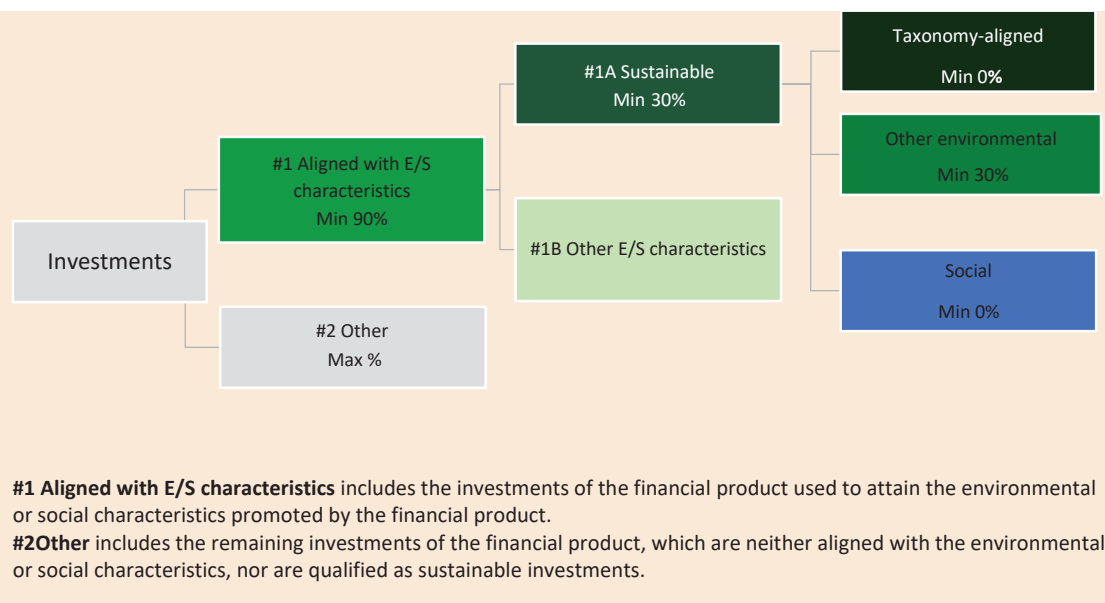 Taxonomy-aligned
Min 0%
#1A Sustainable
Min 30%
Other environmental
Min 30%
#1 Aligned with E/S
characteristics
Min 90%
#1B Other E/S characteristics
Investments
Social
Min 0%
#2 Other
Max %
#1 Aligned with E/S characteristics includes the investments of the financial product used to attain the environmental
or social characteristics promoted by the financial product.
#2Other includes the remaining investments of the financial product, which are neither aligned with the environmental
or social characteristics, nor are qualified as sustainable investments.